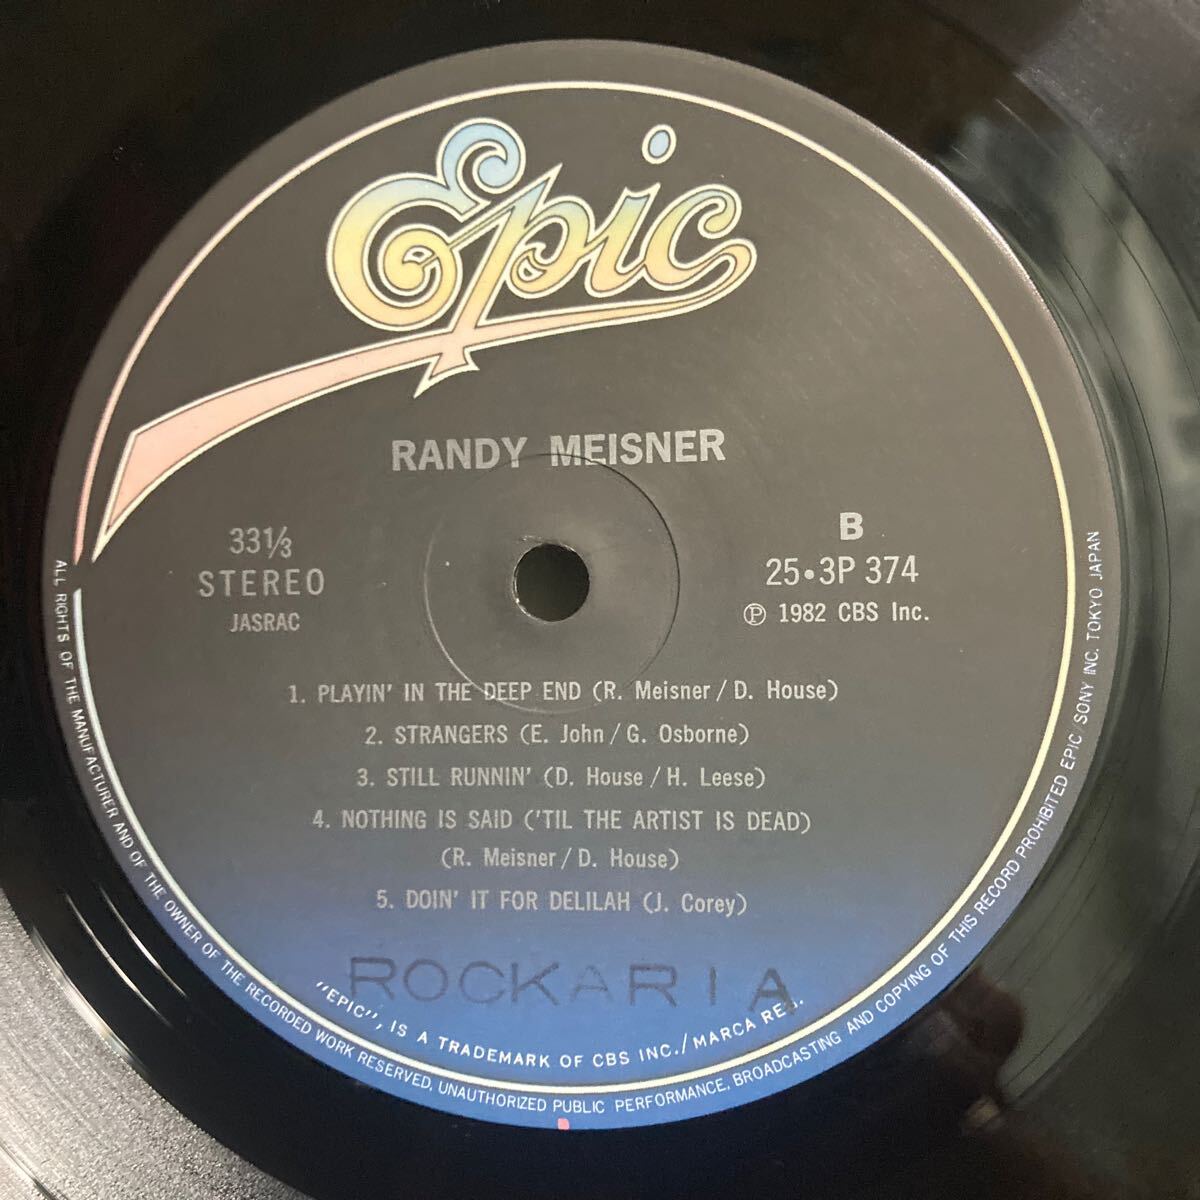 Epic
RANDY MEISNER
33⅓
STEREO
JASRAC
B
25•3P 374
Ⓟ 1982 CBS Inc.
1. PLAYIN' IN THE DEEP END (R. Meisner / D. House)
2. STRANGERS (E. John / G. Osborne)
3. STILL RUNNIN' (D. House / H. Leese)
4. NOTHING IS SAID ('TIL THE ARTIST IS DEAD)
(R. Meisner / D. House)
5. DOIN' IT FOR DELILAH (J. Corey)
ROCKARIA
"EPIC", IS A TRADEMARK OF CBS INC./MARCA REG.
ALL RIGHTS OF THE MANUFACTURER AND OF THE OWNER OF THE RECORDED WORK RESERVED, UNAUTHORIZED PUBLIC PERFORMANCE, BROADCASTING AND COPYING OF THIS RECORD PROHIBITED EPIC/SONY INC. TOKYO JAPAN